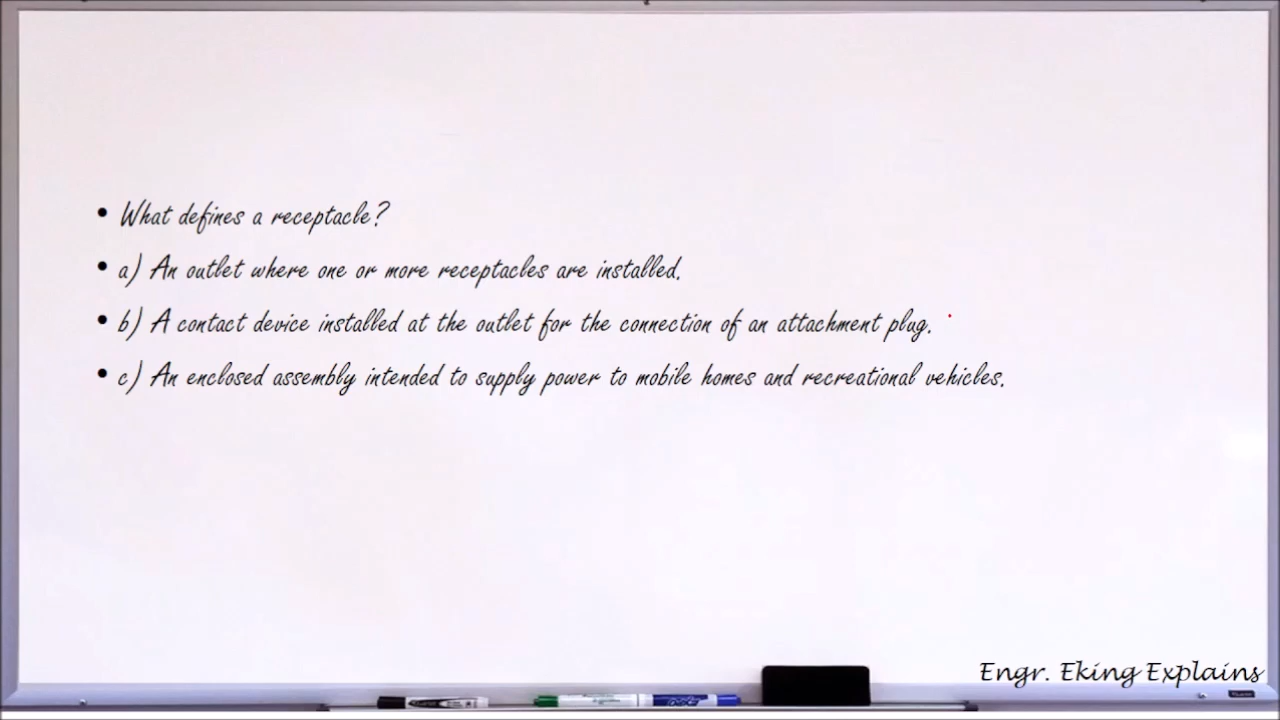 • What defines a receptacle?
• a) An outlet where one or more receptacles are installed.
• b) A contact device installed at the outlet for the connection of an attachment plug.
• c) An enclosed assembly intended to supply power to mobile homes and recreational vehicles.
Engr. Eking Explains